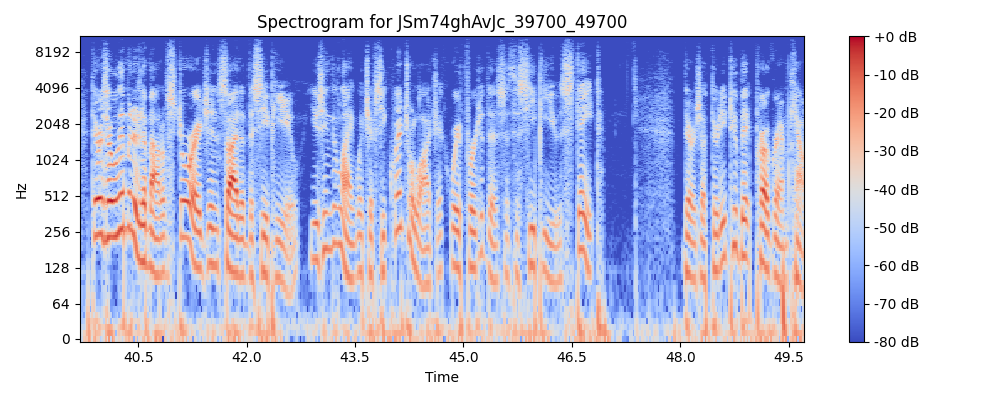 Spectrogram for JSm74ghAvJc_39700_49700
Hz
8192
4096
2048
1024
512
256
128
64
0
40.5 42.0 43.5 45.0 46.5 48.0 49.5
Time
+0 dB
-10 dB
-20 dB
-30 dB
-40 dB
-50 dB
-60 dB
-70 dB
-80 dB